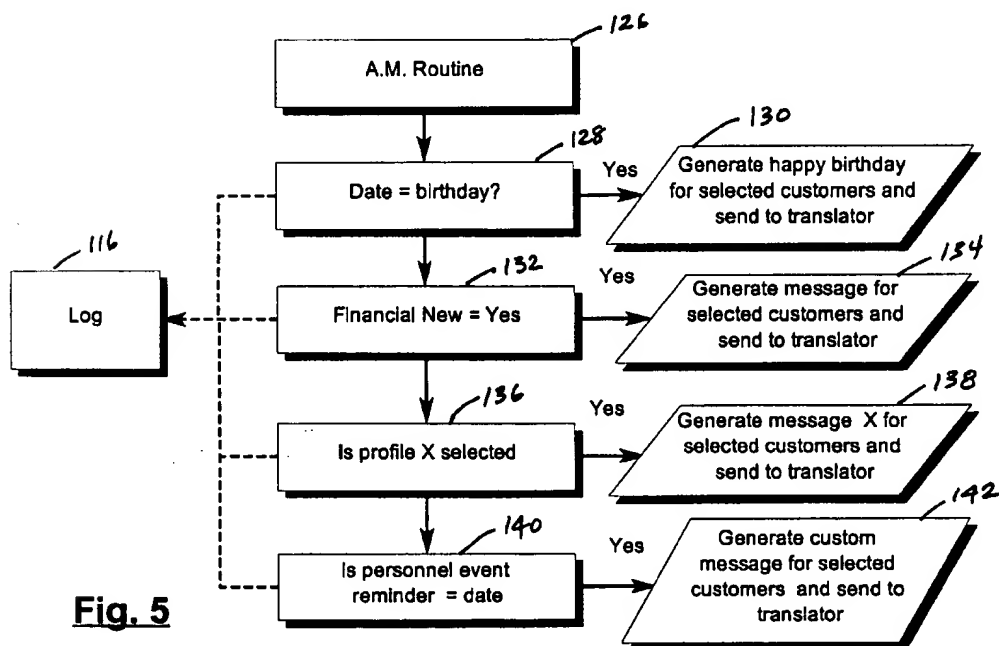 126
A.M. Routine
128
Date = birthday?
Yes
130
Generate happy birthday
for selected customers and
send to translator
116
Log
132
Financial New = Yes
Yes
134
Generate message for
selected customers and
send to translator
136
Is profile X selected
Yes
138
Generate message X for
selected customers and
send to translator
140
Is personnel event
reminder = date
Yes
142
Generate custom
message for selected
customers and send to
translator
Fig. 5